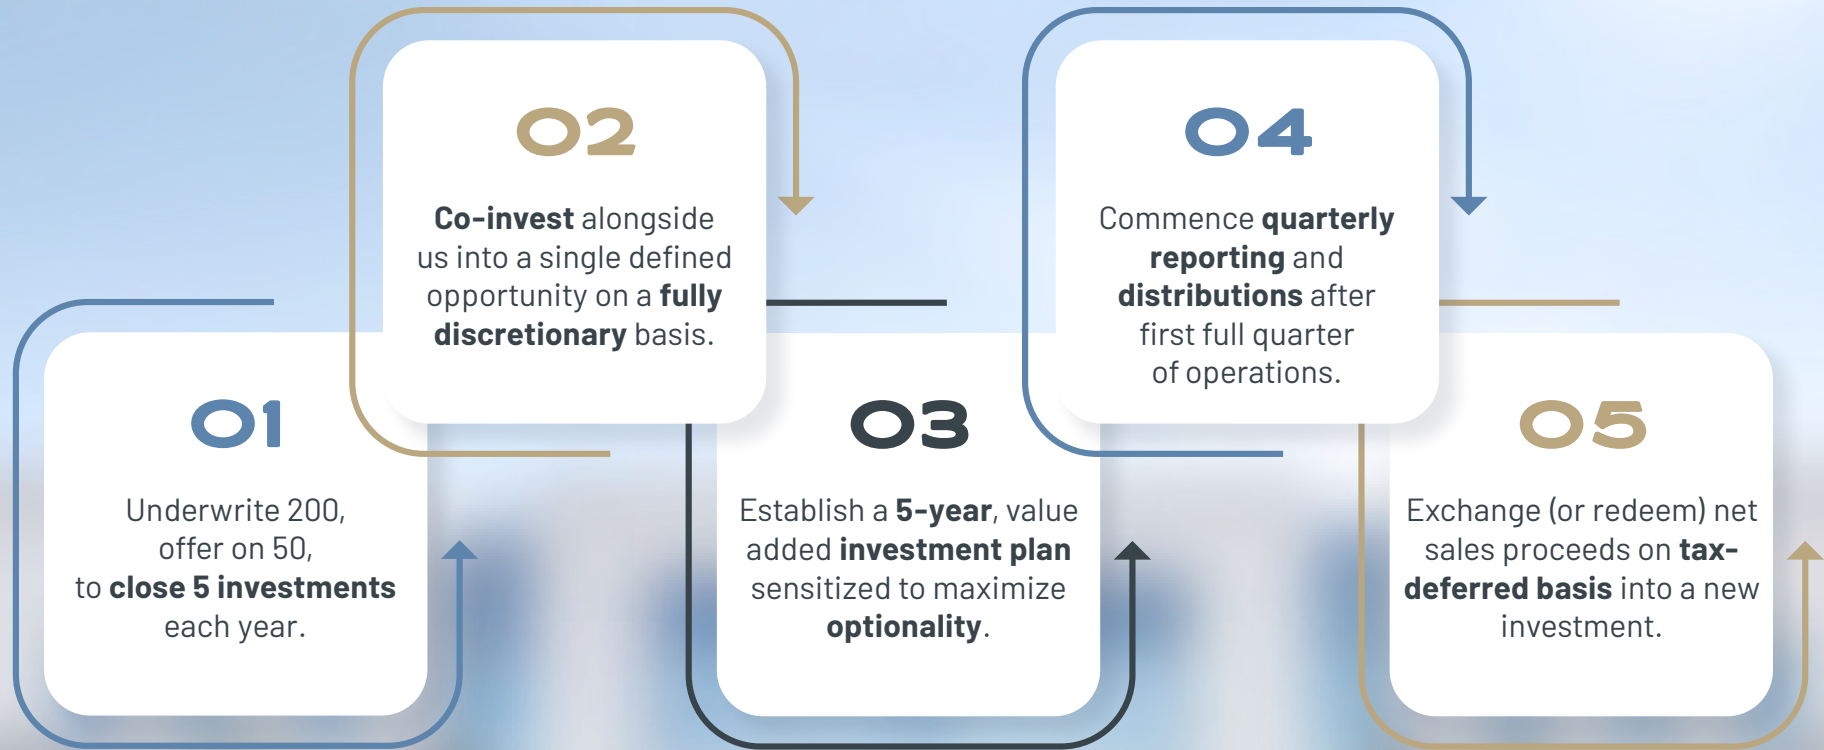 01
Underwrite 200,
offer on 50,
to close 5 investments
each year.
02
Co-invest alongside
us into a single defined
opportunity on a fully
discretionary basis.
03
Establish a 5-year, value
added investment plan
sensitized to maximize
optionality.
04
Commence quarterly
reporting and
distributions after
first full quarter
of operations.
05
Exchange (or redeem) net
sales proceeds on tax-
deferred basis into a new
investment.